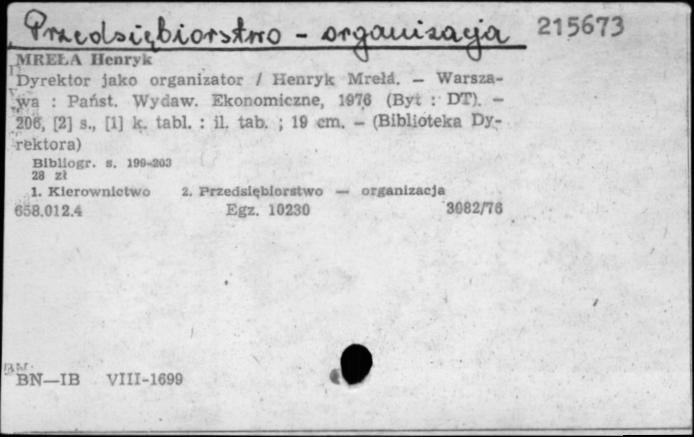 Przedsiębiorstwo - organizacja 215673
MREŁA Henryk
Dyrektor jako organizator / Henryk Mreła. — Warsza-
wa : Państ. Wydaw. Ekonomiczne, 1976 (Byt : DT). —
206, [2] s., [1] k. tabl. : il. tab. ; 19 cm. — (Biblioteka Dy-
rektora)
Bibliogr. s. 199-203
28 zł
1. Kierownictwo 2. Przedsiębiorstwo — organizacja
658.012.4 Egz. 10230 3082/76
BN—IB VIII-1699